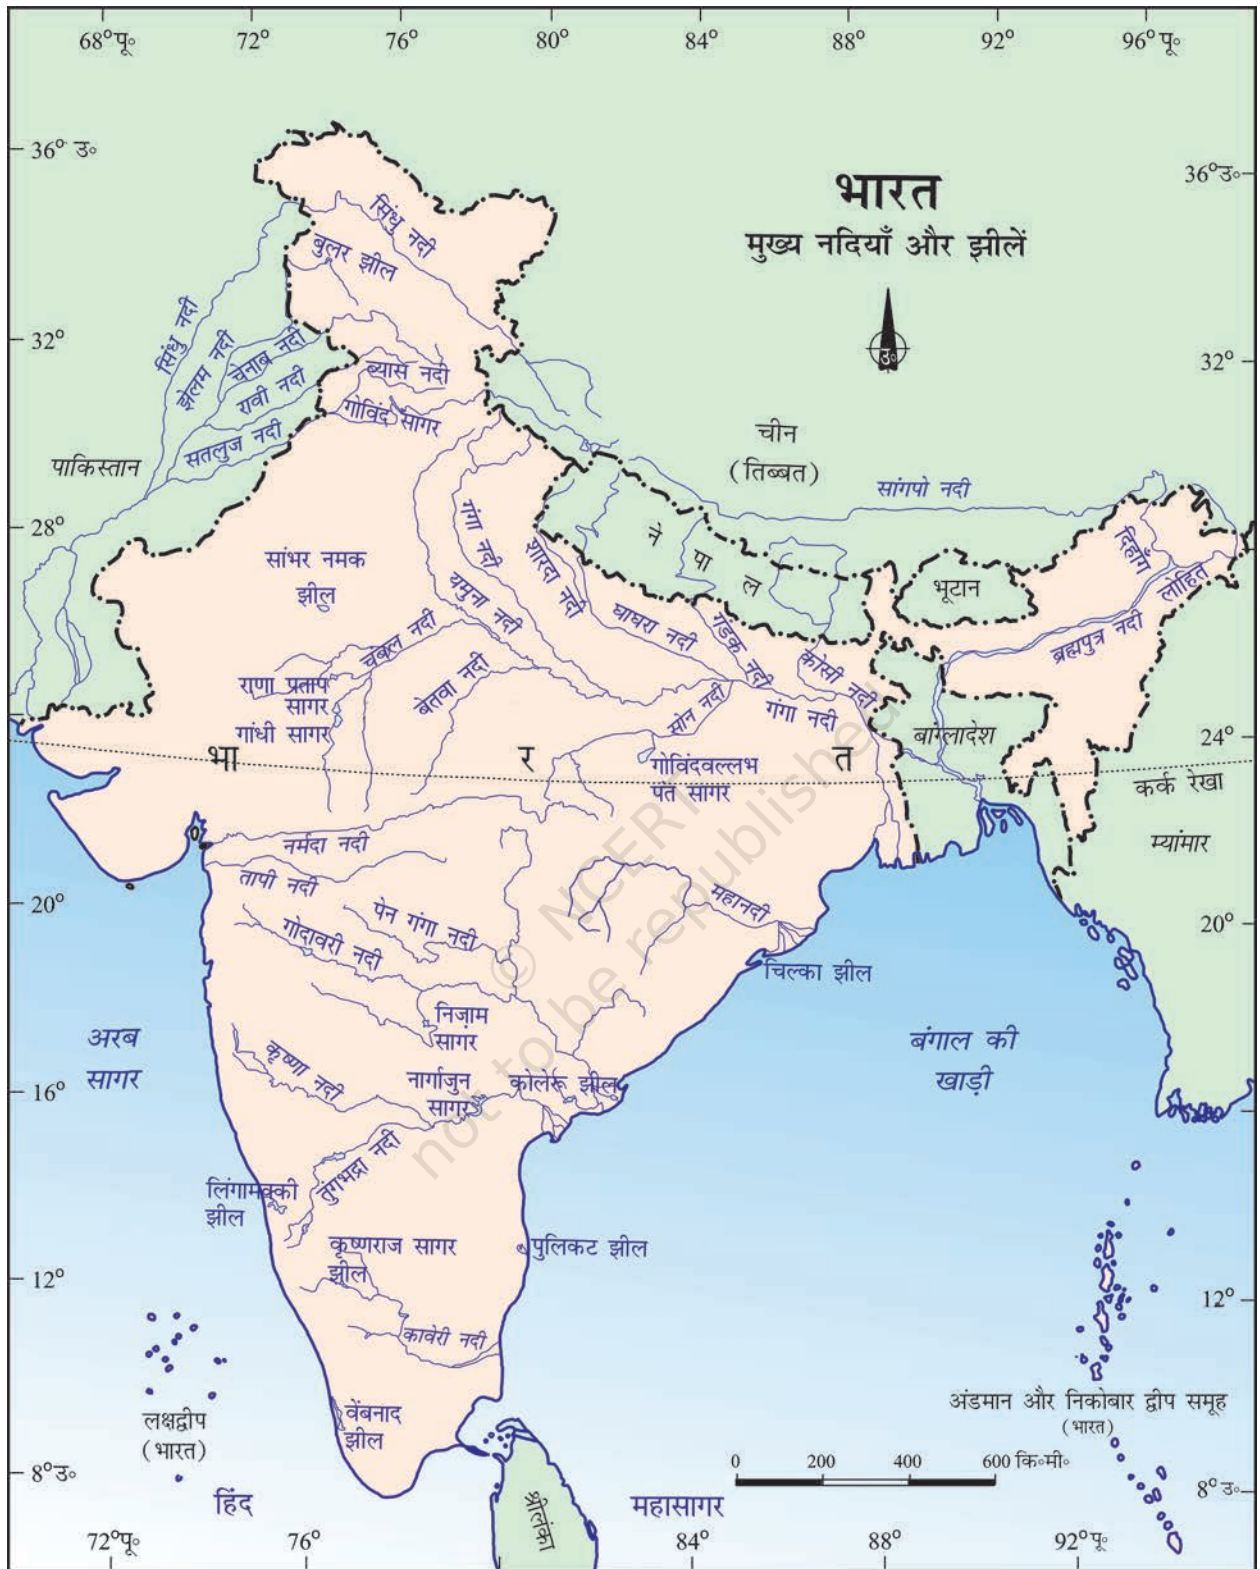 68°पू॰ 72° 76° 80° 84° 88° 92° 96°पू॰
36° उ॰
36°उ॰
भारत
मुख्य नदियाँ और झीलें
उ॰
सिंधु नदी
बुलर झील
32°
32°
सिंधु नदी
झेलम नदी
चेनाब नदी
रावी नदी
सतलुज नदी
ब्यास नदी
गोविंद सागर
पाकिस्तान
चीन
(तिब्बत)
सांगपो नदी
28°
28°
सांभर नमक
झील
गंगा नदी
यमुना नदी
शारदा नदी
नेपाल
भूटान
दिहाँग
लोहित
ब्रह्मपुत्र नदी
घाघरा नदी
गंडक नदी
कोसी नदी
चंबल नदी
बेतवा नदी
राणा प्रताप
सागर
गांधी सागर
सोन नदी
गंगा नदी
बांग्लादेश
24°
भारत
गोविंदवल्लभ
पंत सागर
कर्क रेखा
म्यांमार
नर्मदा नदी
तापी नदी
पेन गंगा नदी
गोदावरी नदी
महानदी
20°
20°
चिल्का झील
निज़ाम
सागर
अरब
सागर
बंगाल की
खाड़ी
कृष्णा नदी
नार्गाजुन
सागर
कोलेरू झील
16°
16°
तुंगभद्रा नदी
लिंगामक्की
झील
कृष्णराज सागर
झील
पुलिकट झील
12°
12°
कावेरी नदी
वेंबनाद
झील
लक्षद्वीप
(भारत)
अंडमान और निकोबार द्वीप समूह
(भारत)
0 200 400 600 कि॰मी॰
8°उ॰
8°उ॰
हिंद महासागर
श्रीलंका
72°पू॰ 76° 84° 88° 92°पू॰
© NCERT
not to be republished